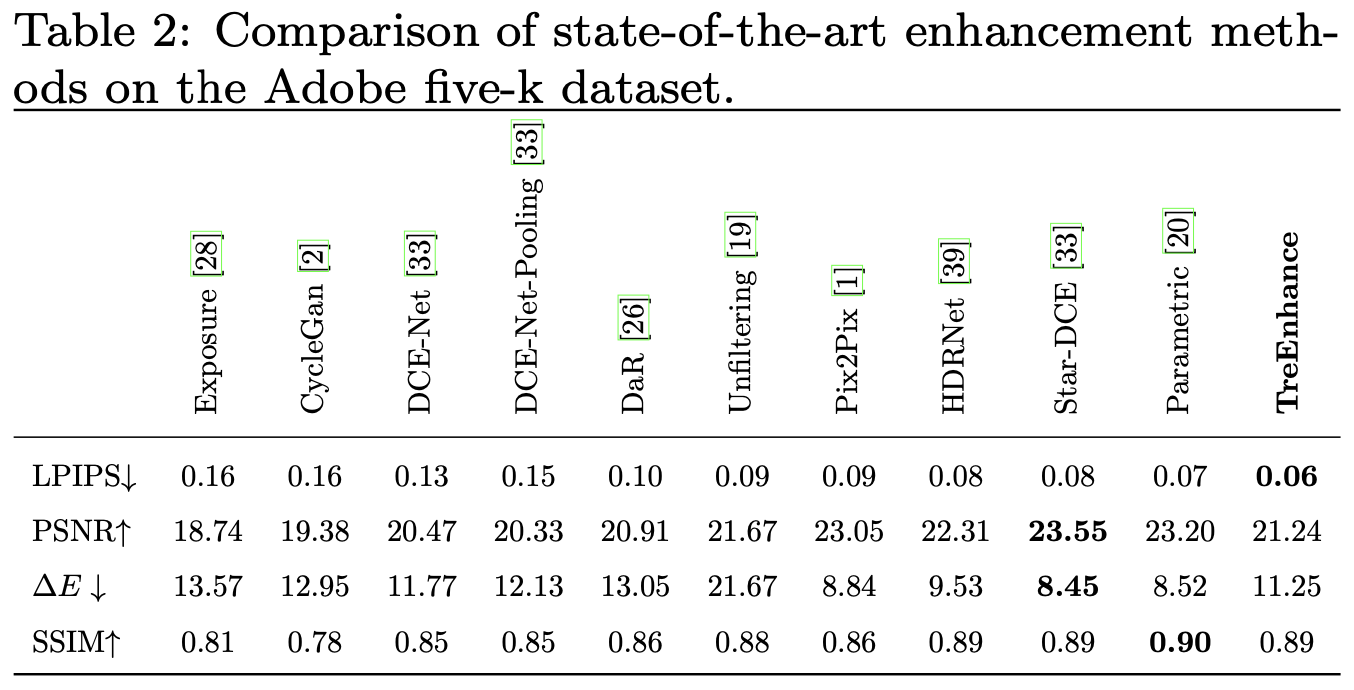 Table 2: Comparison of state-of-the-art enhancement meth-
ods on the Adobe five-k dataset.
Exposure [28] CycleGan [2] DCE-Net [33] DCE-Net-Pooling [33] DaR [26] Unfiltering [19] Pix2Pix [1] HDRNet [39] Star-DCE [33] Parametric [20] TreEnhance
LPIPS↓ 0.16 0.16 0.13 0.15 0.10 0.09 0.09 0.08 0.08 0.07 0.06
PSNR↑ 18.74 19.38 20.47 20.33 20.91 21.67 23.05 22.31 23.55 23.20 21.24
ΔE ↓ 13.57 12.95 11.77 12.13 13.05 21.67 8.84 9.53 8.45 8.52 11.25
SSIM↑ 0.81 0.78 0.85 0.85 0.86 0.88 0.86 0.89 0.89 0.90 0.89